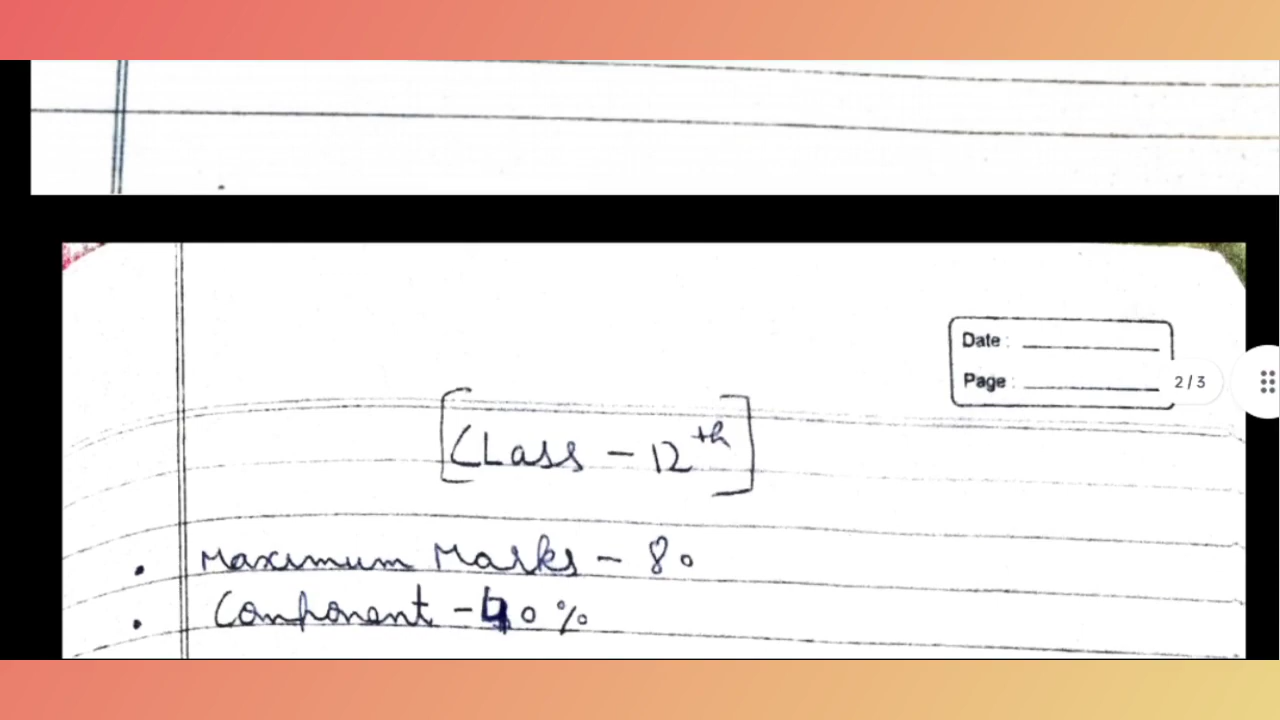 Date :
Page :
2 / 3
[Class - 12th]
• Maximum Marks - 80
• Component - 40 %